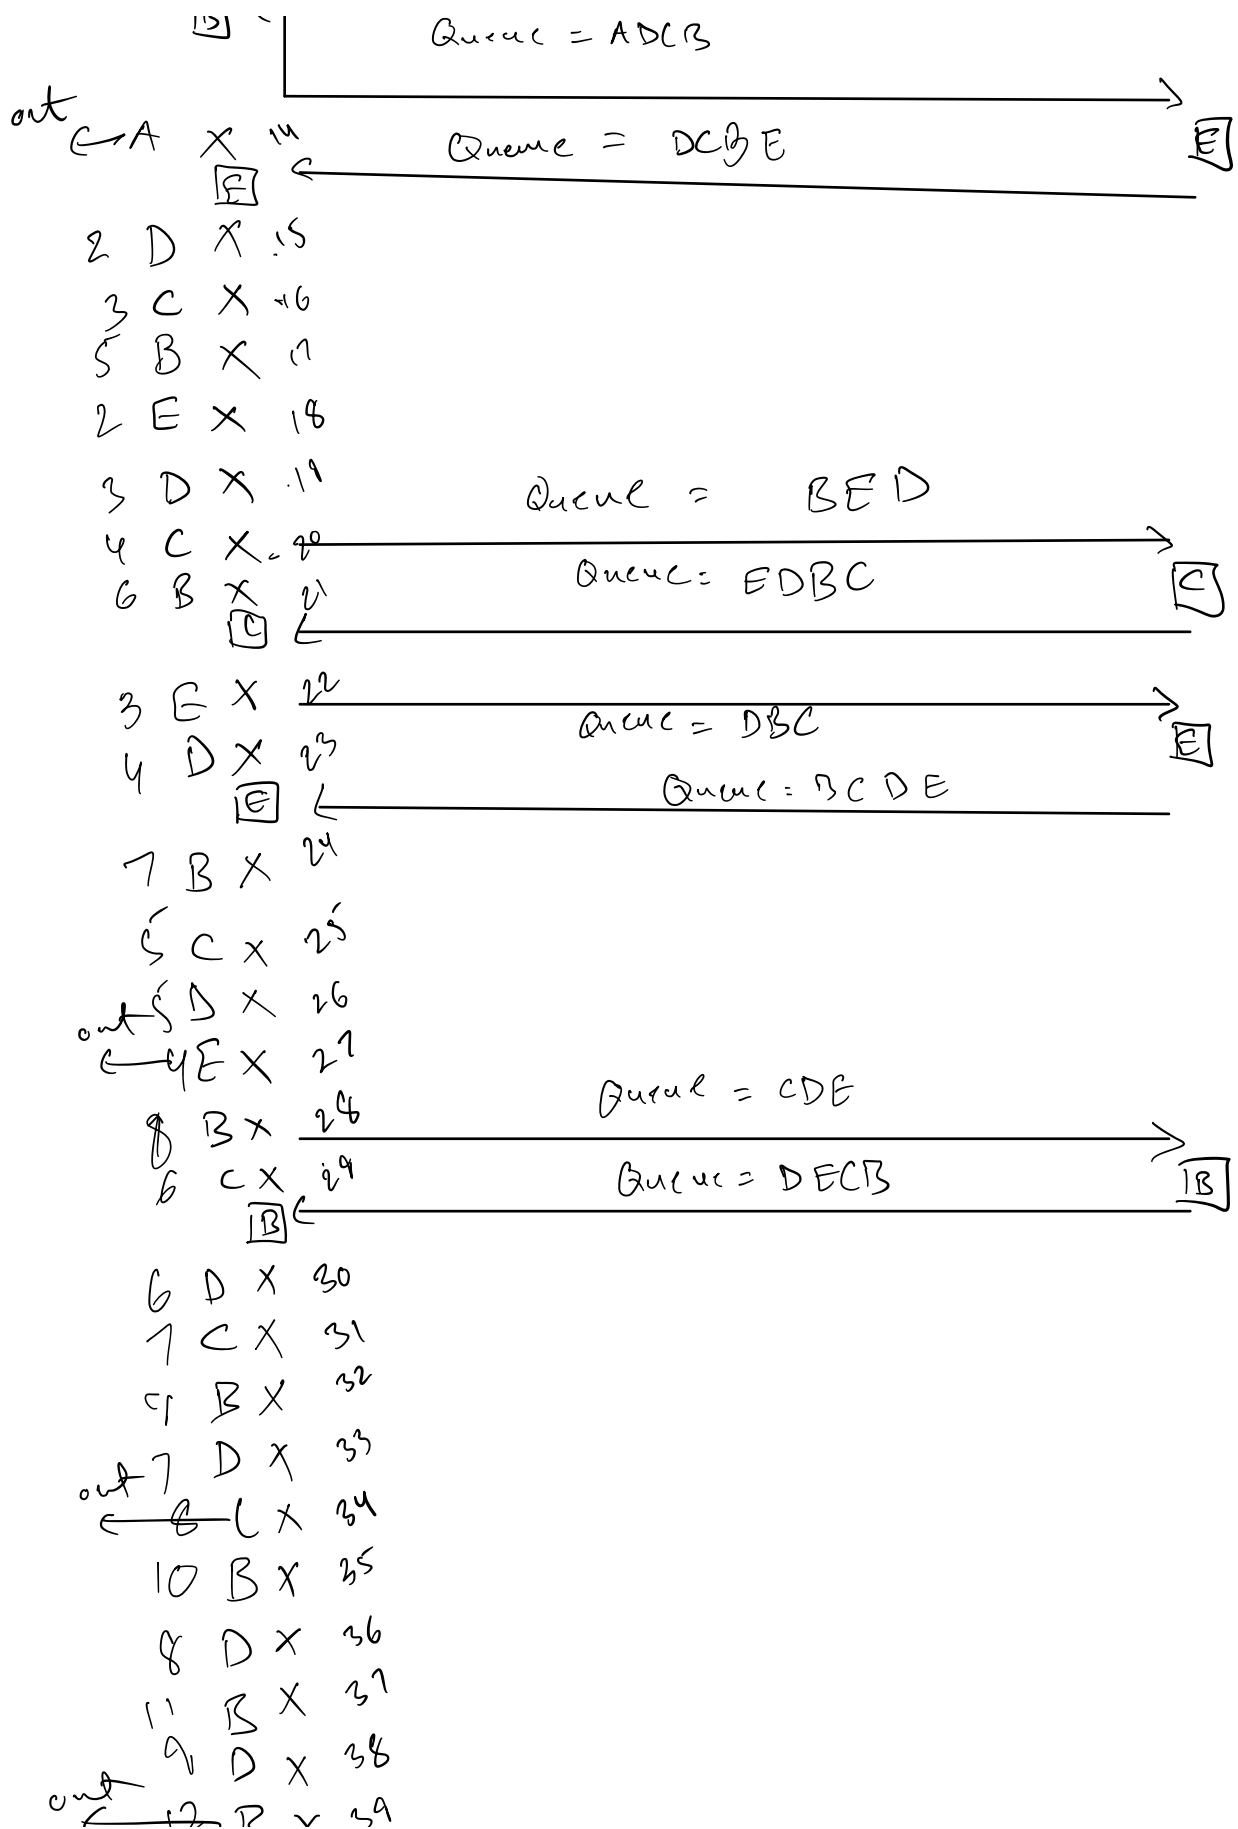 B Queue = ADCB
out
A X 14 Queue = DCBE E
E
2 D X .15
3 C X 16
5 B X 17
2 E X 18
3 D X .19 Queue = BED
4 C X. 20
6 B X 21 Queue: EDBC C
C
3 E X 22
Queue = DBC E
4 D X 23
E Queue: BCDE
7 B X 24
5 C X 25
5 D X 26
out
4 E X 27
Queue = CDE
8 B X 28
6 C X 29 Queue = DECB B
B
6 D X 30
7 C X 31
9 B X 32
7 D X 33
out
8 C X 34
10 B X 35
8 D X 36
11 B X 37
9 D X 38
out
12 B X 39